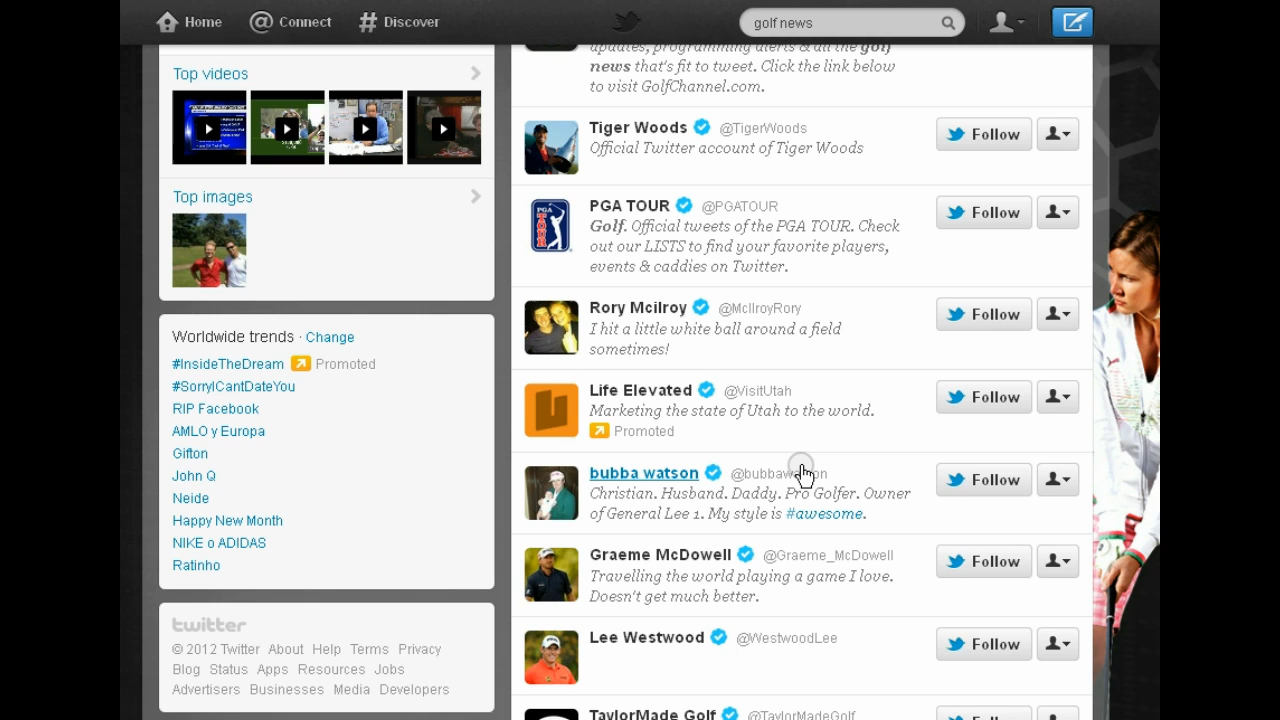 Home
Connect
Discover
golf news
Top videos
Top images
Worldwide trends · Change
#InsideTheDream Promoted
#SorryICantDateYou
RIP Facebook
AMLO y Europa
Gifton
John Q
Neide
Happy New Month
NIKE o ADIDAS
Ratinho
twitter
© 2012 Twitter About Help Terms Privacy
Blog Status Apps Resources Jobs
Advertisers Businesses Media Developers
updates, programming alerts & all the golf
news that's fit to tweet. Click the link below
to visit GolfChannel.com.
Tiger Woods @TigerWoods
Official Twitter account of Tiger Woods
Follow
PGA TOUR @PGATOUR
Golf. Official tweets of the PGA TOUR. Check
out our LISTS to find your favorite players,
events & caddies on Twitter.
Follow
Rory Mcilroy @McIlroyRory
I hit a little white ball around a field
sometimes!
Follow
Life Elevated @VisitUtah
Marketing the state of Utah to the world.
Promoted
Follow
bubba watson @bubbawatson
Christian. Husband. Daddy. Pro Golfer. Owner
of General Lee 1. My style is #awesome.
Follow
Graeme McDowell @Graeme_McDowell
Travelling the world playing a game I love.
Doesn't get much better.
Follow
Lee Westwood @WestwoodLee
Follow
TaylorMade Golf @TaylorMadeGolf